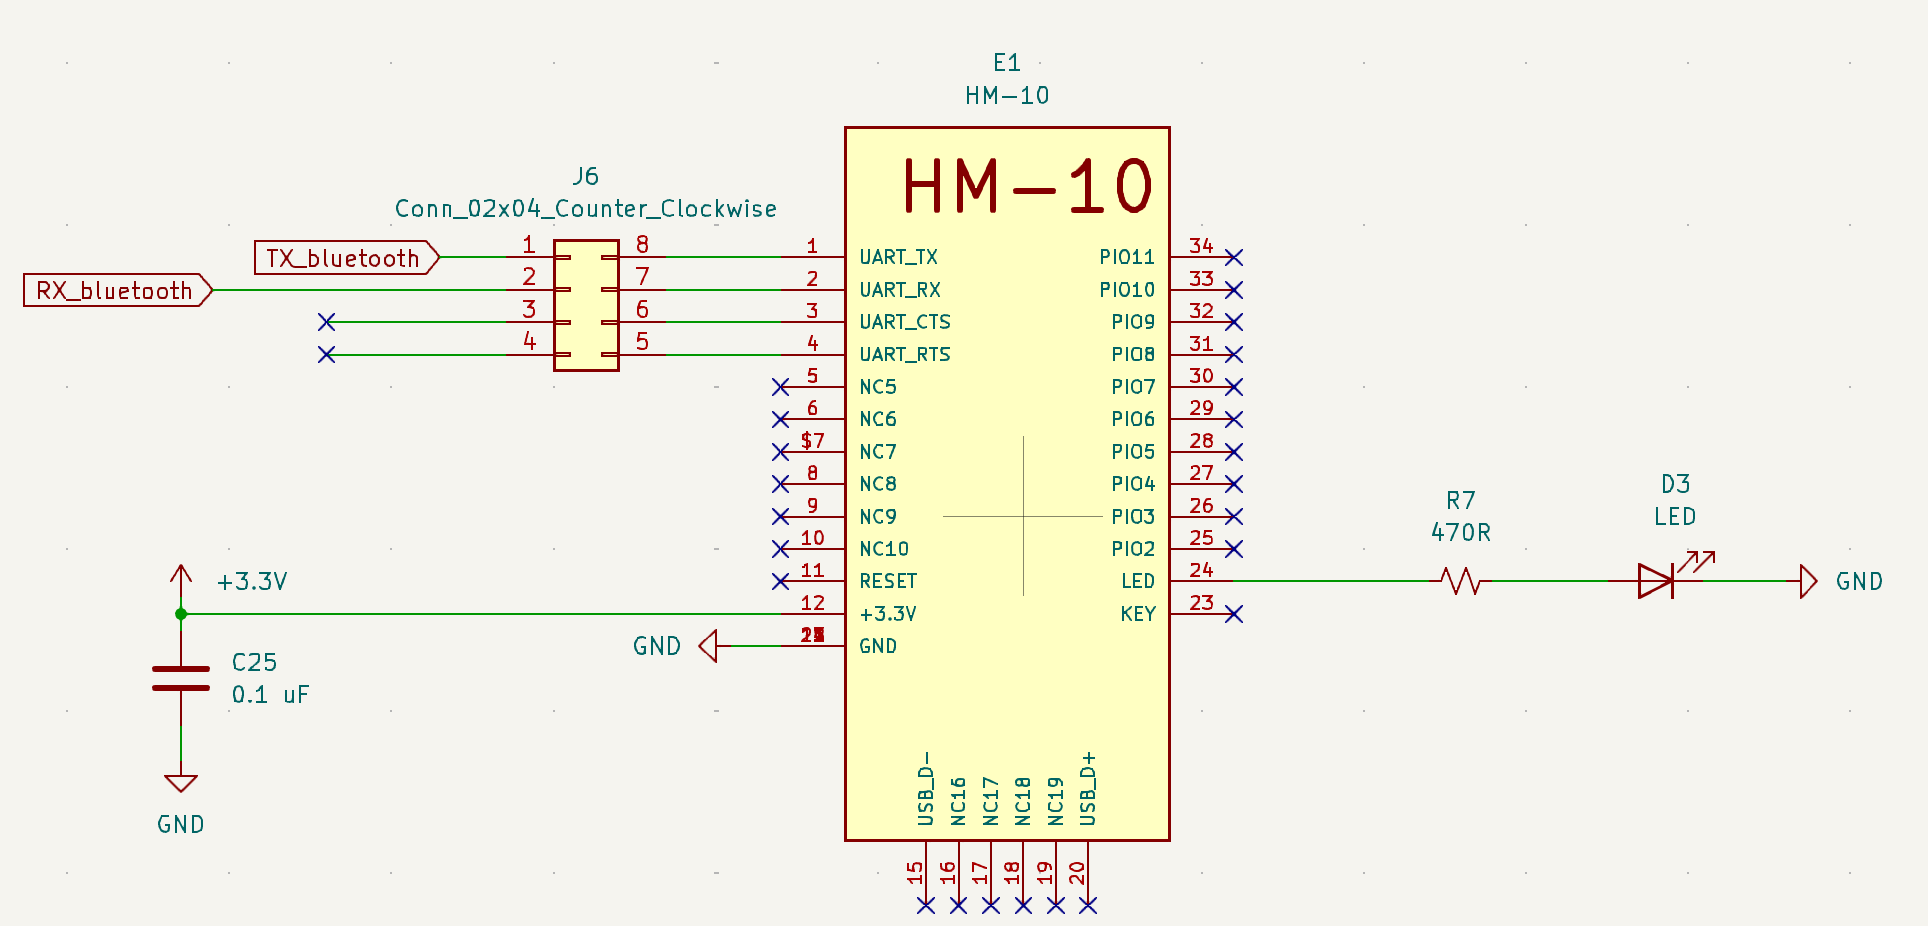 E1
HM-10
HM-10
J6
Conn_02x04_Counter_Clockwise
TX_bluetooth
RX_bluetooth
1 8
2 7
3 6
4 5
1 UART_TX
2 UART_RX
3 UART_CTS
4 UART_RTS
5 NC5
6 NC6
$7 NC7
8 NC8
9 NC9
10 NC10
11 RESET
12 +3.3V
GND
GND
PIO11 34
PIO10 33
PIO9 32
PIO8 31
PIO7 30
PIO6 29
PIO5 28
PIO4 27
PIO3 26
PIO2 25
LED 24
KEY 23
R7
470R
D3
LED
GND
+3.3V
C25
0.1 uF
GND
USB_D-
NC16
NC17
NC18
NC19
USB_D+
15
16
17
18
19
20